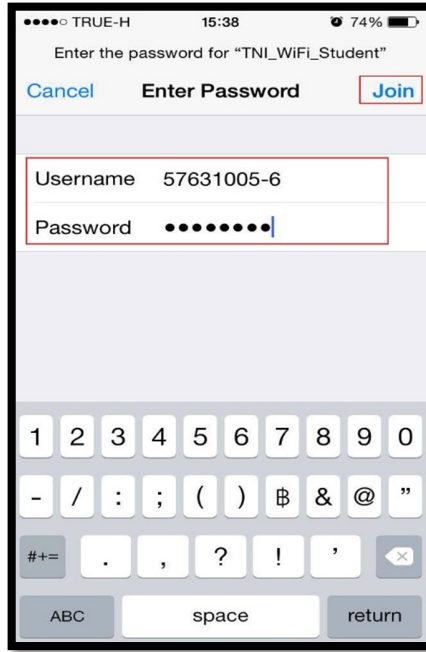 ●●●●○ TRUE-H 15:38 74%
Enter the password for “TNI_WiFi_Student”
Cancel Enter Password Join
Username 57631005-6
Password ●●●●●●●●
1 2 3 4 5 6 7 8 9 0
- / : ; ( ) ฿ & @ ”
#+= . , ? ! ’
ABC space return